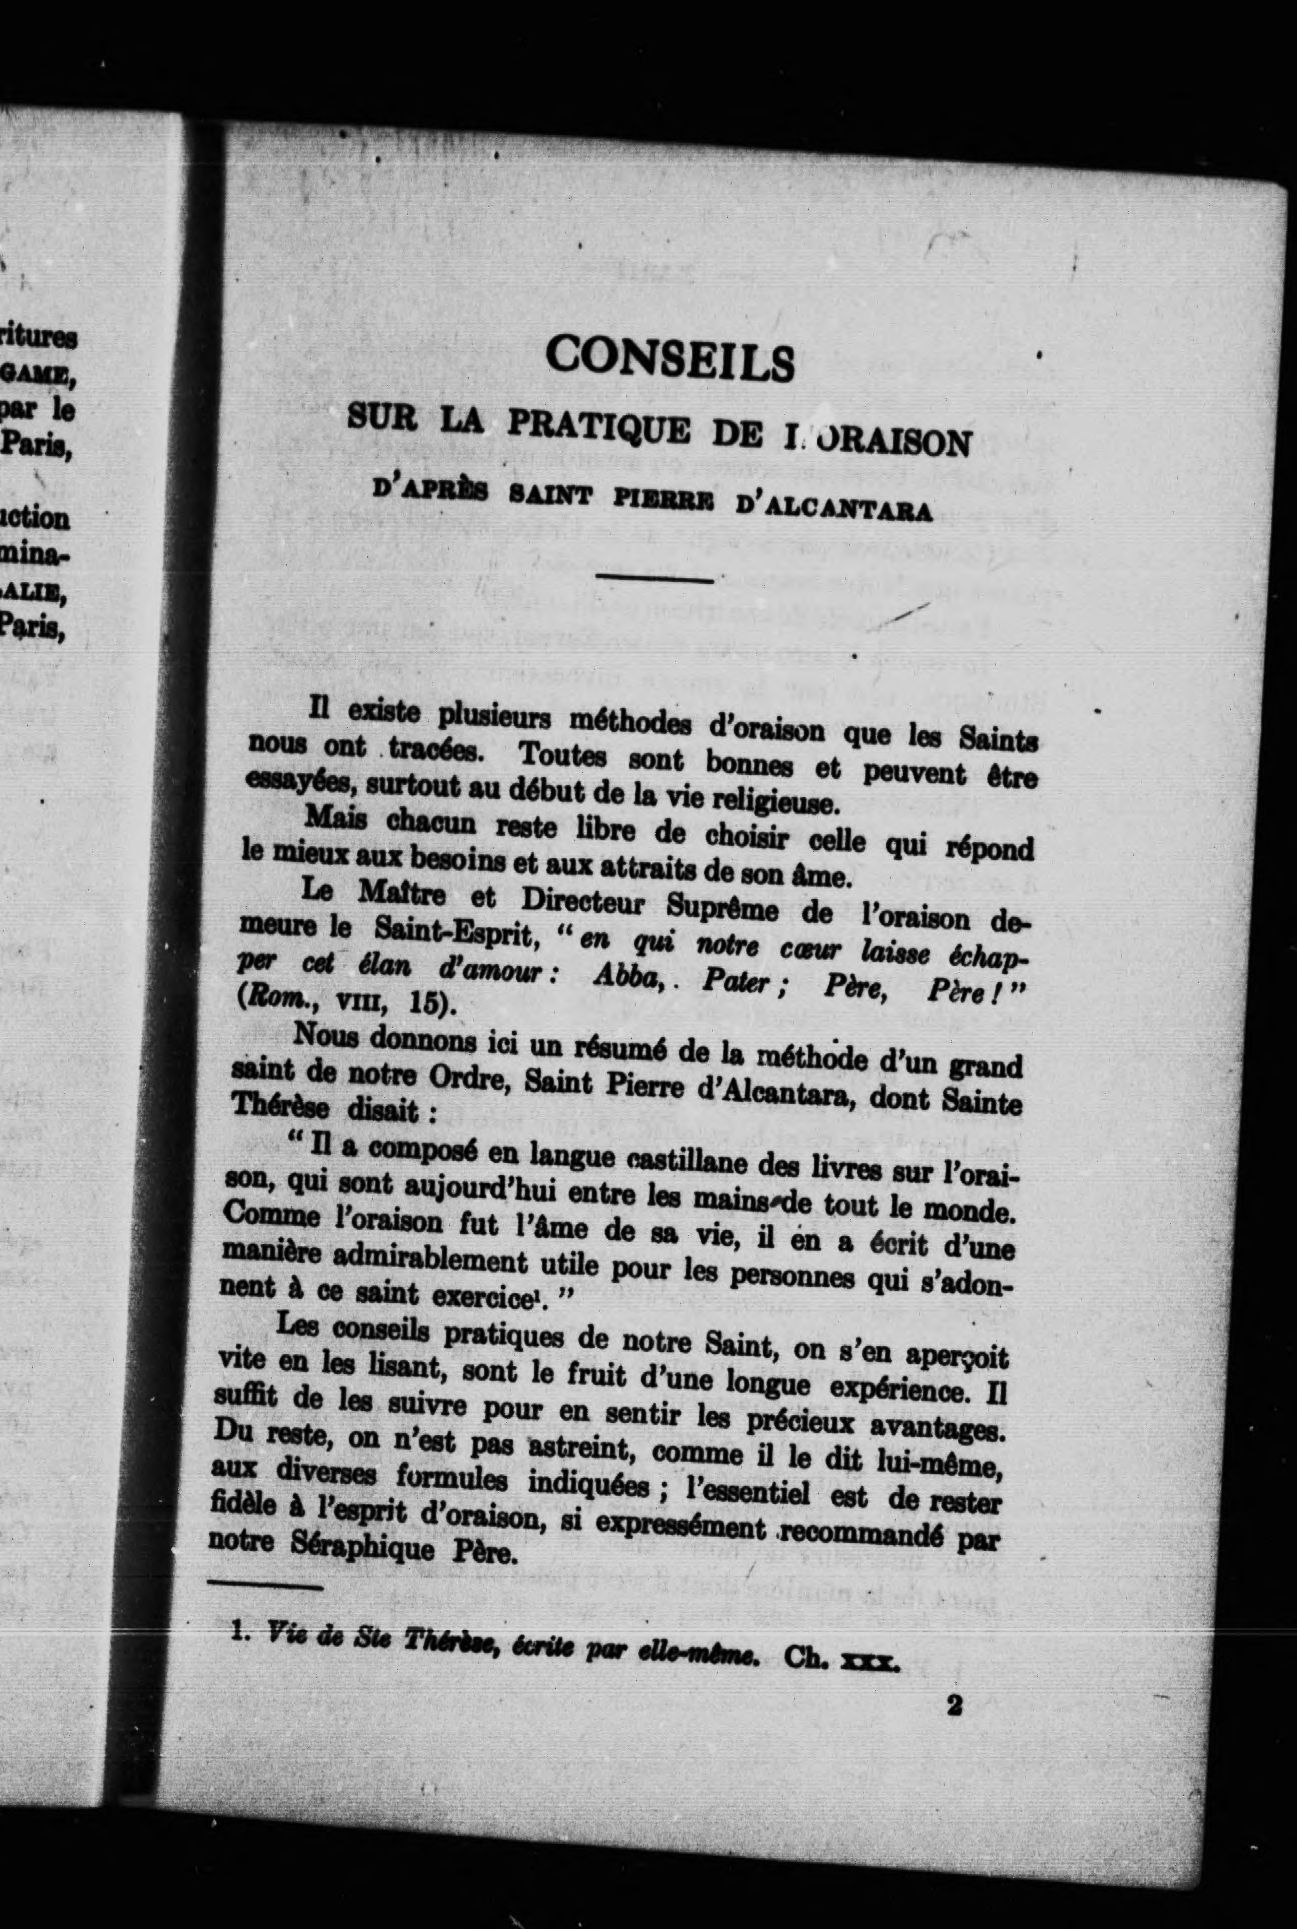 ritures
GAME,
par le
Paris,
uction
mina-
ALIE,
Paris,
CONSEILS
SUR LA PRATIQUE DE L'ORAISON
D'APRÈS SAINT PIERRE D'ALCANTARA
Il existe plusieurs méthodes d'oraison que les Saints
nous ont tracées. Toutes sont bonnes et peuvent être
essayées, surtout au début de la vie religieuse.
Mais chacun reste libre de choisir celle qui répond
le mieux aux besoins et aux attraits de son âme.
Le Maître et Directeur Suprême de l'oraison de-
meure le Saint-Esprit, “ en qui notre cœur laisse échap-
per cet élan d'amour : Abba, Pater ; Père, Père ! ”
(Rom., VIII, 15).
Nous donnons ici un résumé de la méthode d'un grand
saint de notre Ordre, Saint Pierre d'Alcantara, dont Sainte
Thérèse disait :
“ Il a composé en langue castillane des livres sur l'orai-
son, qui sont aujourd'hui entre les mains de tout le monde.
Comme l'oraison fut l'âme de sa vie, il en a écrit d'une
manière admirablement utile pour les personnes qui s'adon-
nent à ce saint exercice¹. ”
Les conseils pratiques de notre Saint, on s'en aperçoit
vite en les lisant, sont le fruit d'une longue expérience. Il
suffit de les suivre pour en sentir les précieux avantages.
Du reste, on n'est pas astreint, comme il le dit lui-même,
aux diverses formules indiquées ; l'essentiel est de rester
fidèle à l'esprit d'oraison, si expressément recommandé par
notre Séraphique Père.
1. Vie de Ste Thérèse, écrite par elle-même. Ch. XXX.
2